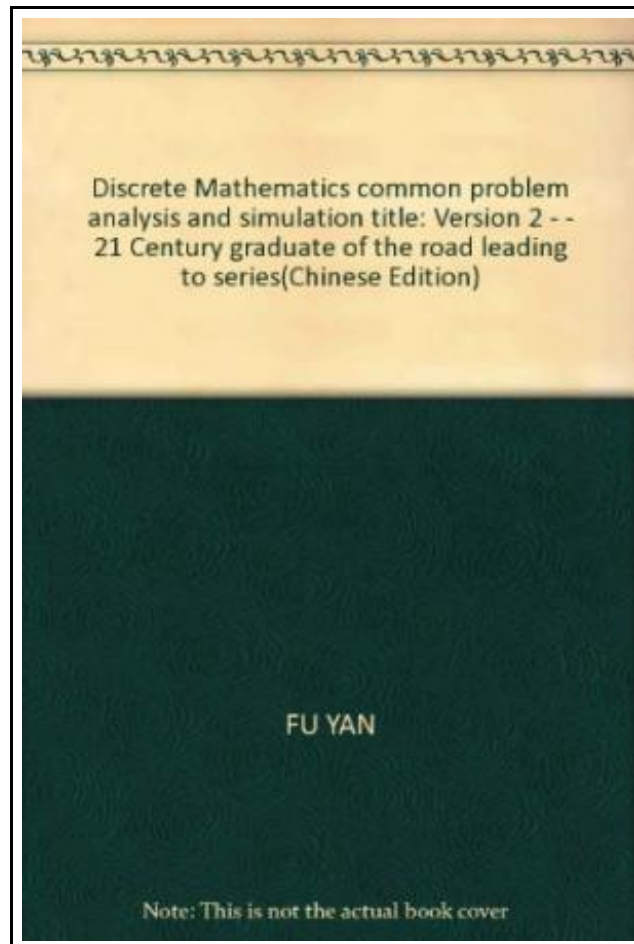 Discrete Mathematics common problem
analysis and simulation title: Version 2 - -
21 Century graduate of the road leading
to series(Chinese Edition)
FU YAN
Note: This is not the actual book cover